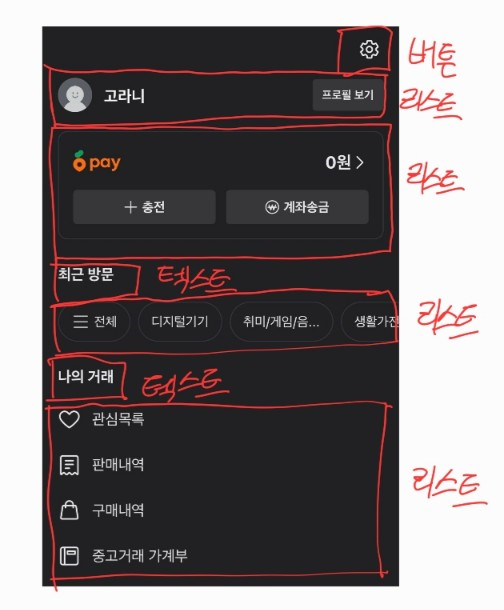 버튼
고라니
프로필 보기
리스트
pay
0원 >
리스트
+ 충전
계좌송금
최근 방문
텍스트
전체
디지털기기
취미/게임/음...
생활가전
리스트
나의 거래
텍스트
관심목록
판매내역
리스트
구매내역
중고거래 가계부